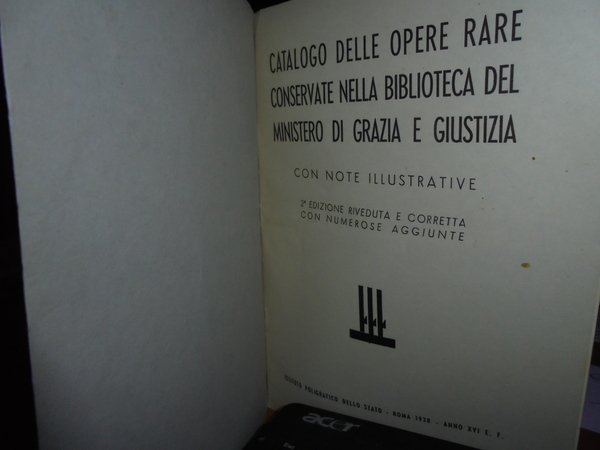 CATALOGO DELLE OPERE RARE
CONSERVATE NELLA BIBLIOTECA DEL
MINISTERO DI GRAZIA E GIUSTIZIA
CON NOTE ILLUSTRATIVE
2ª EDIZIONE RIVEDUTA E CORRETTA
CON NUMEROSE AGGIUNTE
ISTITUTO POLIGRAFICO DELLO STATO - ROMA 1938 - ANNO XVI E. F.
acer